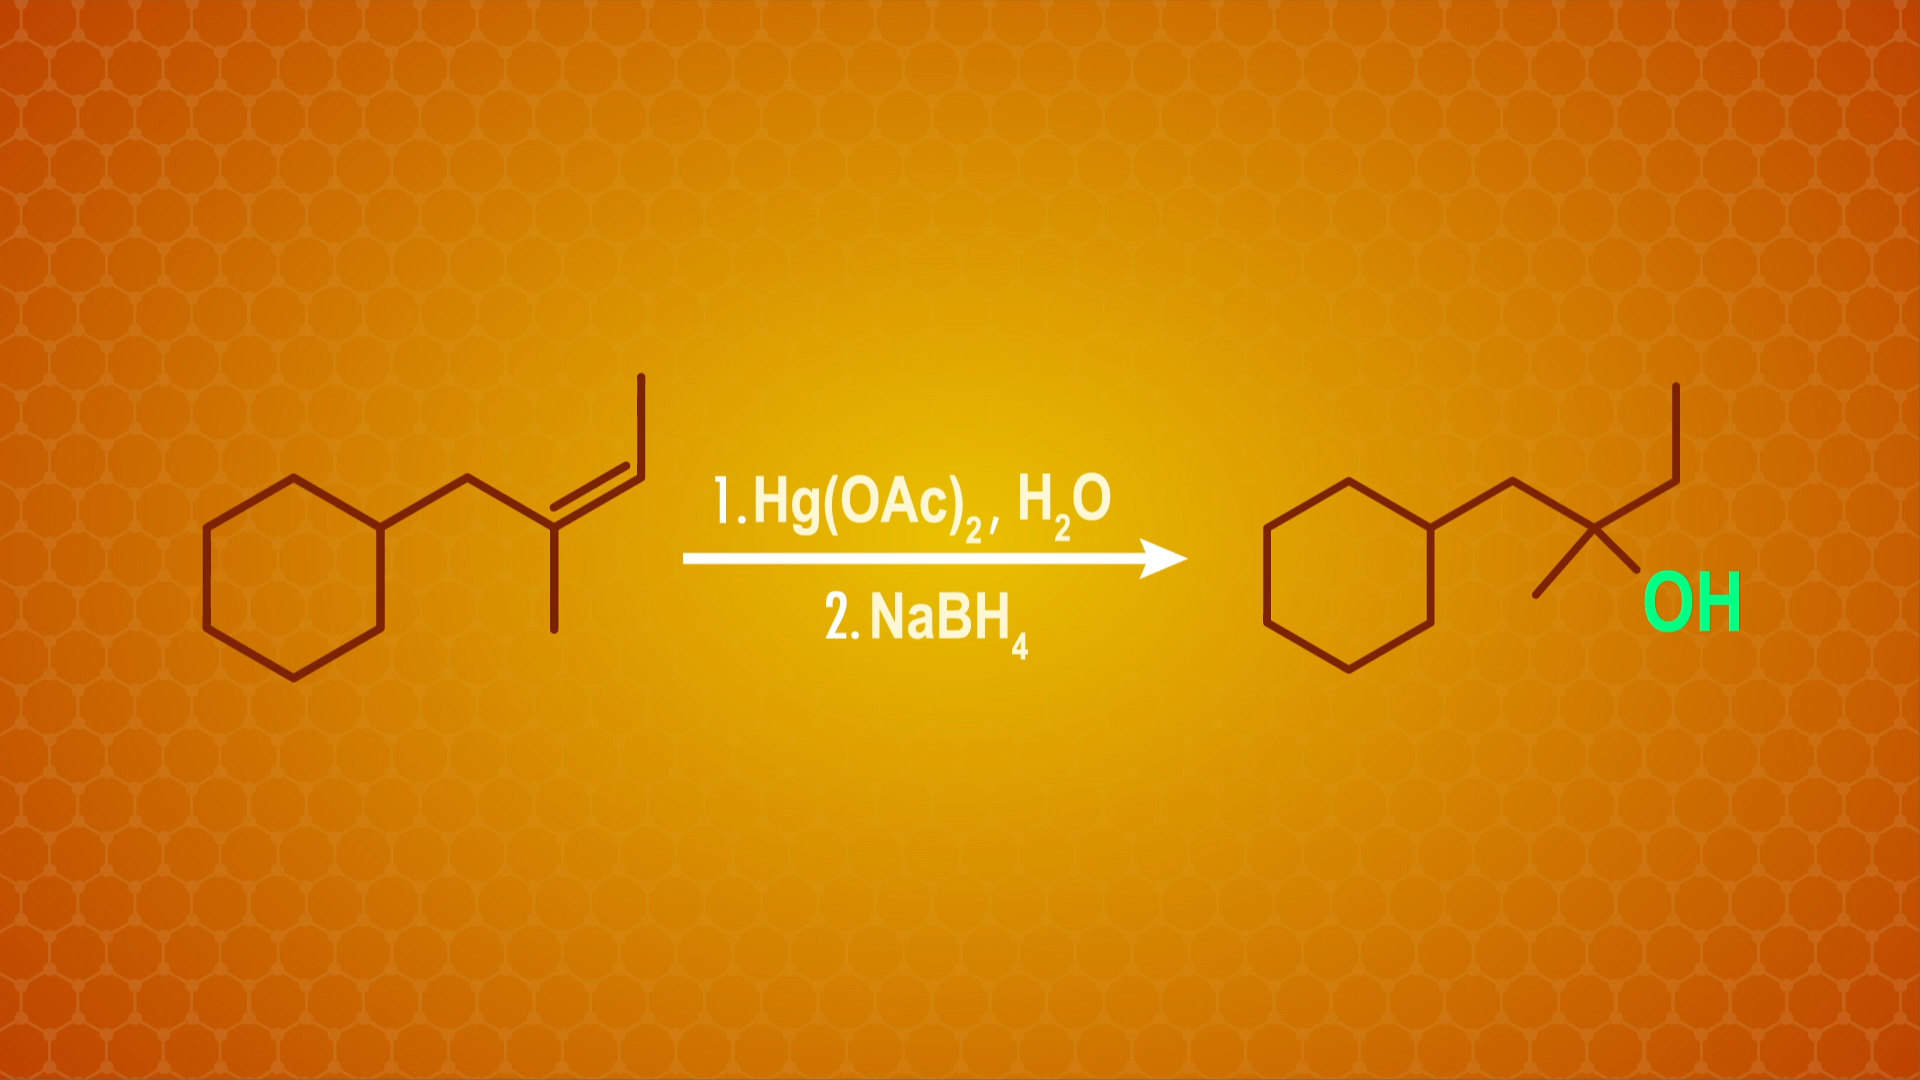 1. Hg(OAc)₂, H₂O
2. NaBH₄
OH